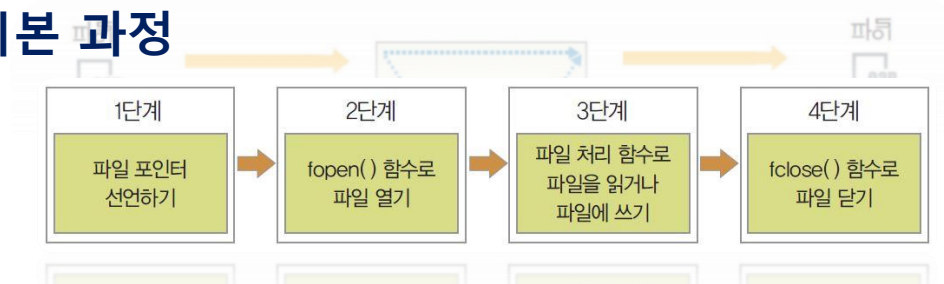 본 과정
1단계
파일 포인터
선언하기
2단계
fopen( ) 함수로
파일 열기
3단계
파일 처리 함수로
파일을 읽거나
파일에 쓰기
4단계
fclose( ) 함수로
파일 닫기